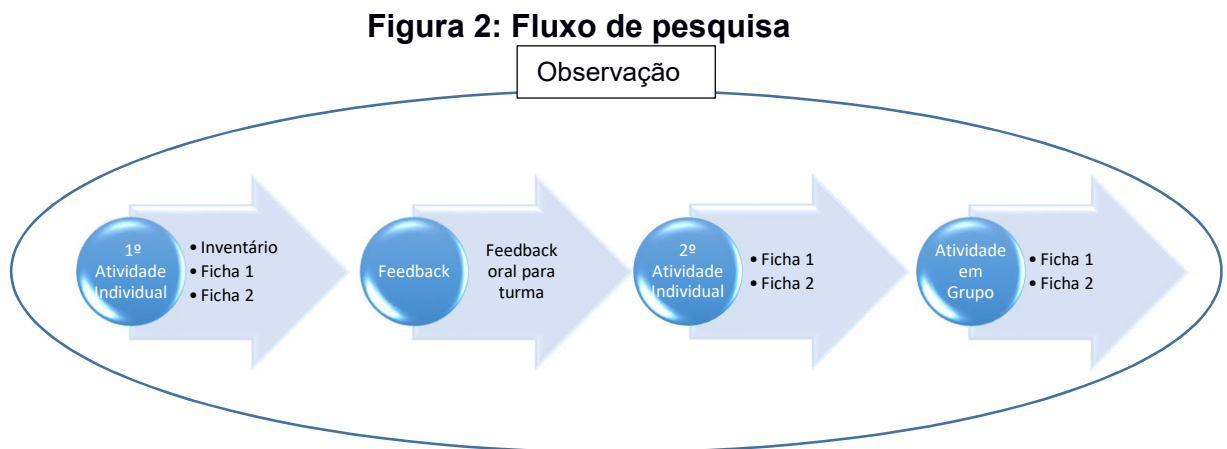 Figura 2: Fluxo de pesquisa
Observação
1º
Atividade
Individual
• Inventário
• Ficha 1
• Ficha 2
Feedback
Feedback
oral para
turma
2º
Atividade
Individual
• Ficha 1
• Ficha 2
Atividade
em
Grupo
• Ficha 1
• Ficha 2